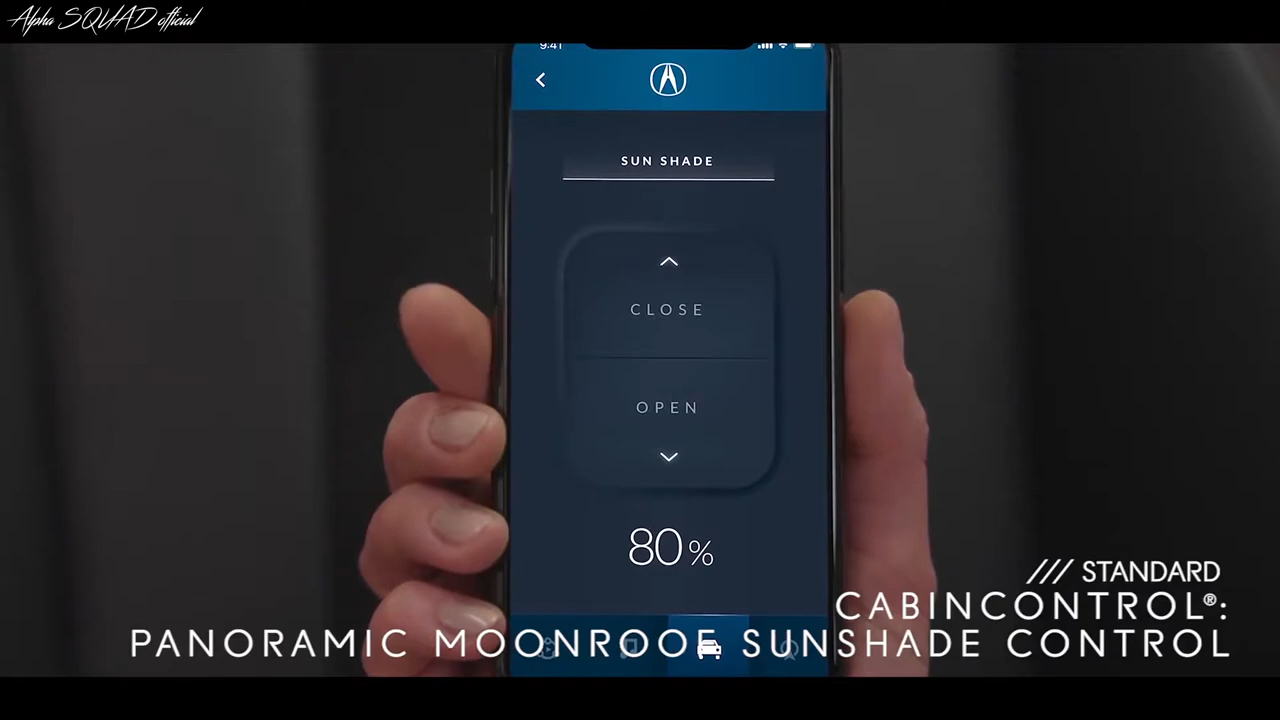 Alpha SQUAD official
9:41
SUN SHADE
CLOSE
OPEN
80%
/// STANDARD
CABINCONTROL®:
PANORAMIC MOONROOF SUNSHADE CONTROL